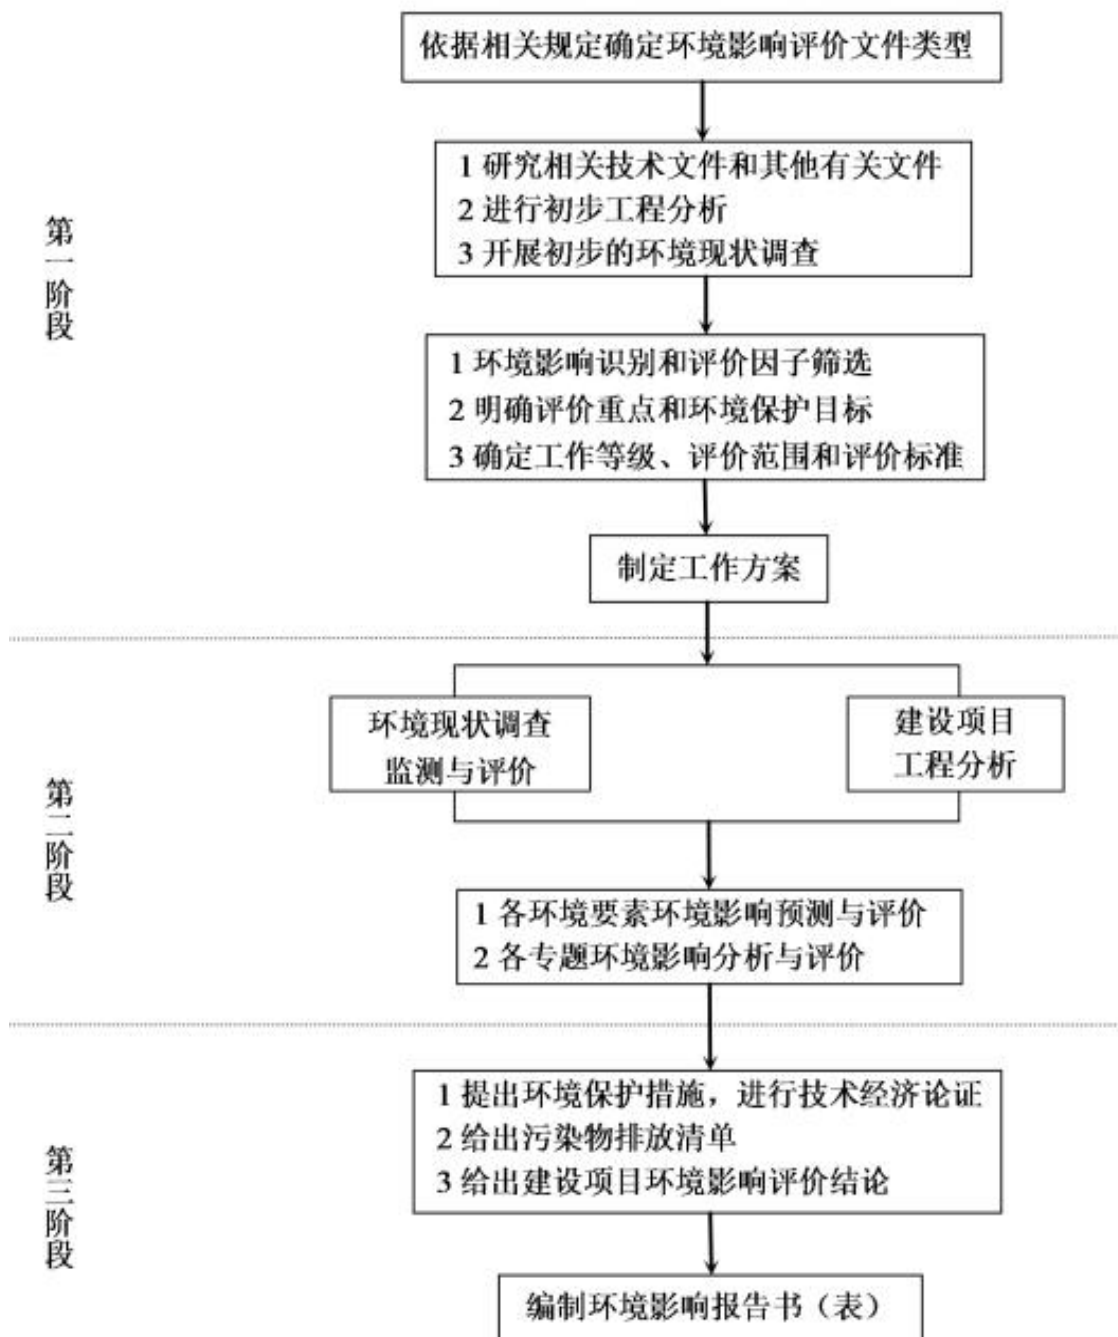 依据相关规定确定环境影响评价文件类型
第一阶段
1 研究相关技术文件和其他有关文件
2 进行初步工程分析
3 开展初步的环境现状调查
1 环境影响识别和评价因子筛选
2 明确评价重点和环境保护目标
3 确定工作等级、评价范围和评价标准
制定工作方案
第二阶段
环境现状调查
监测与评价
建设项目
工程分析
1 各环境要素环境影响预测与评价
2 各专题环境影响分析与评价
第三阶段
1 提出环境保护措施，进行技术经济论证
2 给出污染物排放清单
3 给出建设项目环境影响评价结论
编制环境影响报告书（表）